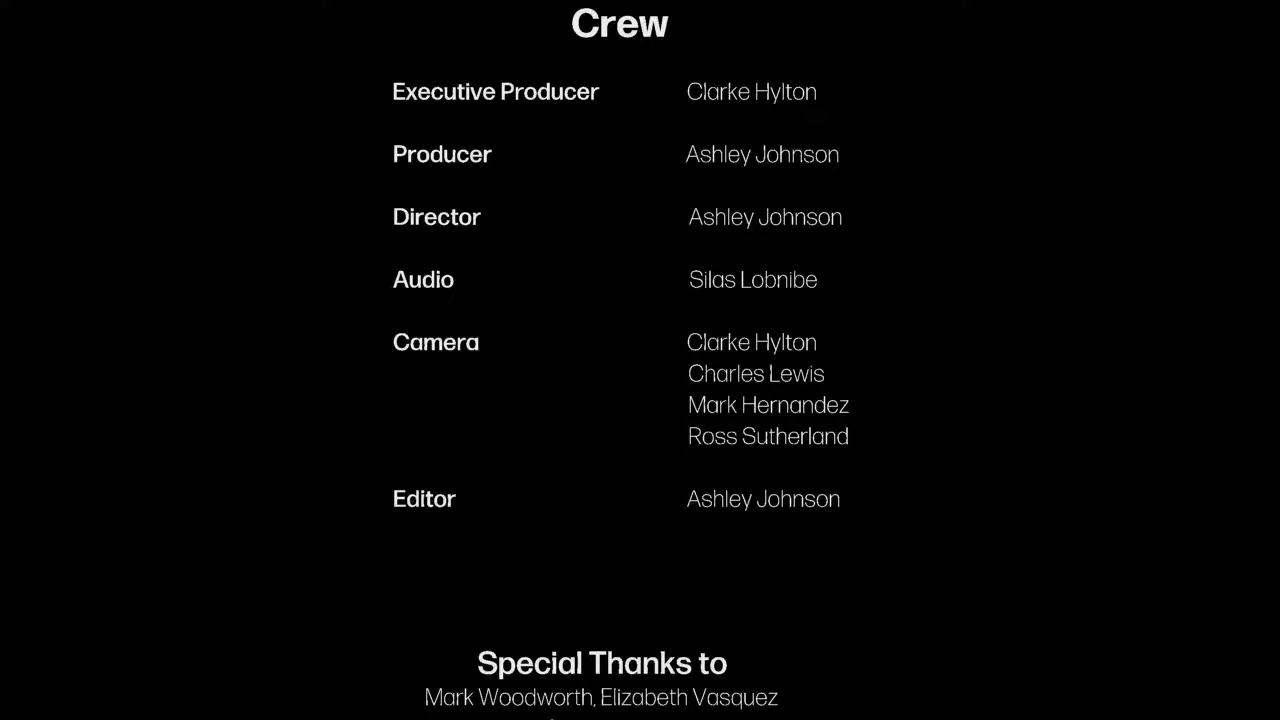 Crew
Executive Producer Clarke Hylton
Producer Ashley Johnson
Director Ashley Johnson
Audio Silas Lobnibe
Camera Clarke Hylton
Charles Lewis
Mark Hernandez
Ross Sutherland
Editor Ashley Johnson
Special Thanks to
Mark Woodworth, Elizabeth Vasquez